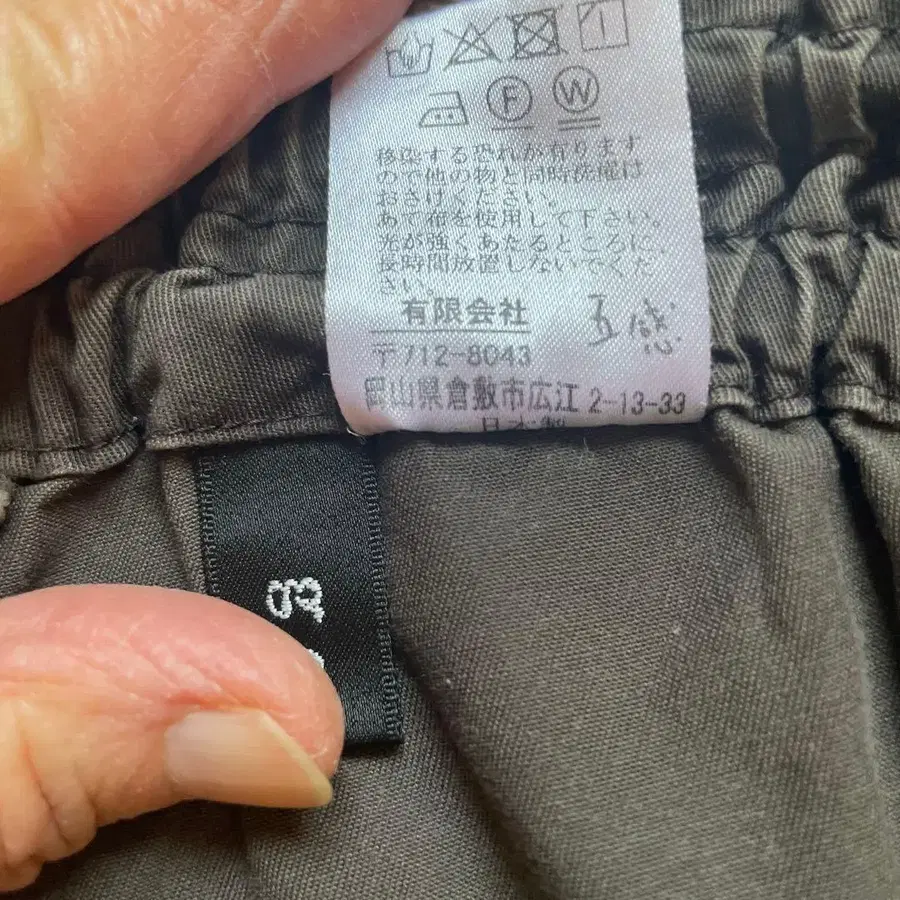 F W
移染する恐れが有ります
ので他の物と同時洗濯は
おさけください。
あて布を使用して下さい。
光が強くあたるところに、
長時間放置しないでくだ
さい。
有限会社
〒712-8043
岡山県倉敷市広江 2-13-33
日本製